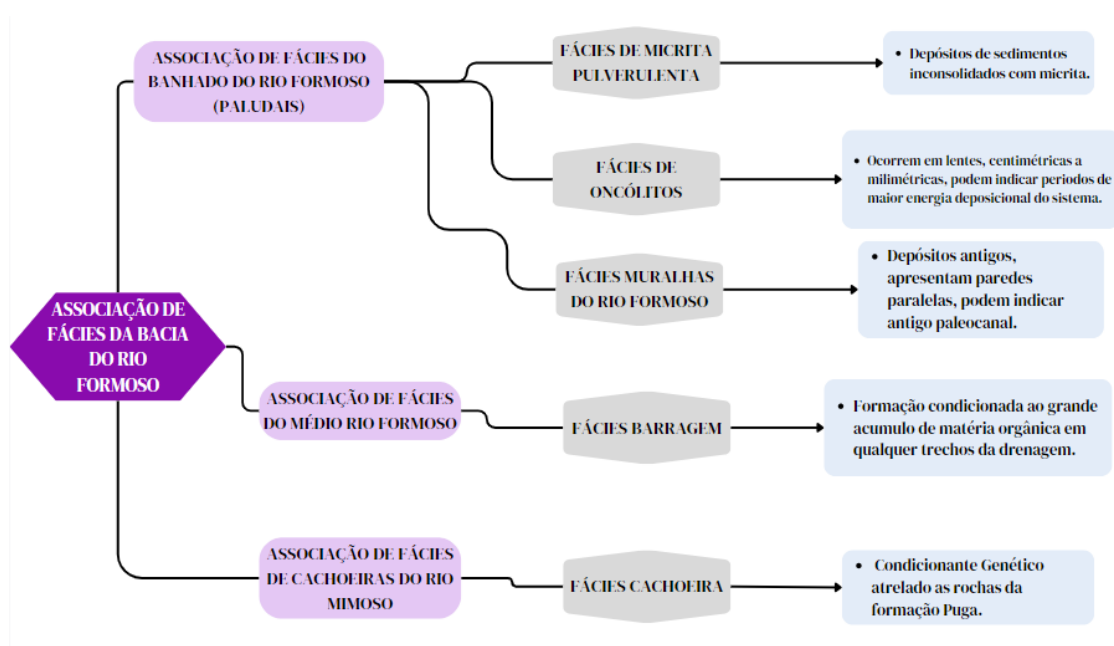 ASSOCIAÇÃO DE FÁCIES DO
BANHADO DO RIO FORMOSO
(PALUDAIS)
FÁCIES DE MICRITA
PULVERULENTA
• Depósitos de sedimentos
inconsolidados com micrita.
FÁCIES DE
ONCÓLITOS
• Ocorrem em lentes, centimétricas a
milimétricas, podem indicar periodos de
maior energia deposicional do sistema.
FÁCIES MURALHAS
DO RIO FORMOSO
• Depósitos antigos,
apresentam paredes
paralelas, podem indicar
antigo paleocanal.
ASSOCIAÇÃO DE
FÁCIES DA BACIA
DO RIO
FORMOSO
ASSOCIAÇÃO DE FÁCIES
DO MÉDIO RIO FORMOSO
FÁCIES BARRAGEM
• Formação condicionada ao grande
acumulo de matéria orgânica em
qualquer trechos da drenagem.
ASSOCIAÇÃO DE FÁCIES
DE CACHOEIRAS DO RIO
MIMOSO
FÁCIES CACHOEIRA
• Condicionante Genético
atrelado as rochas da
formação Puga.